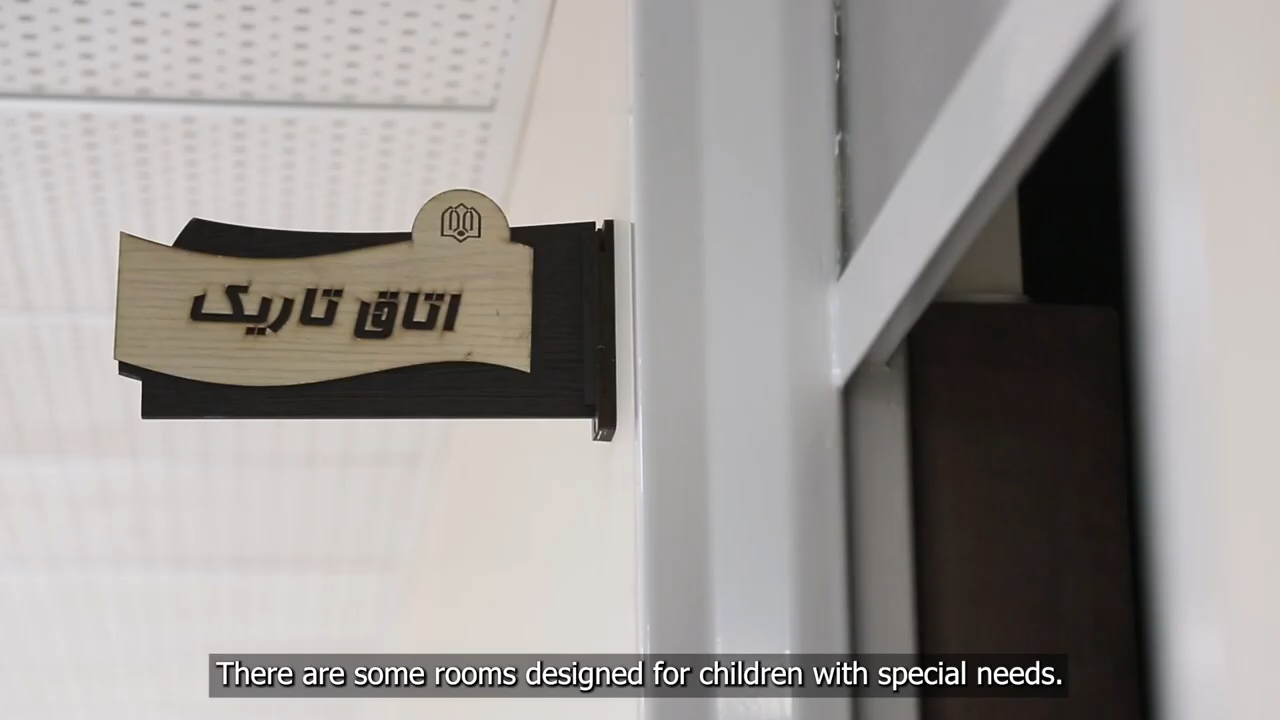 اتاق تاریک
There are some rooms designed for children with special needs.